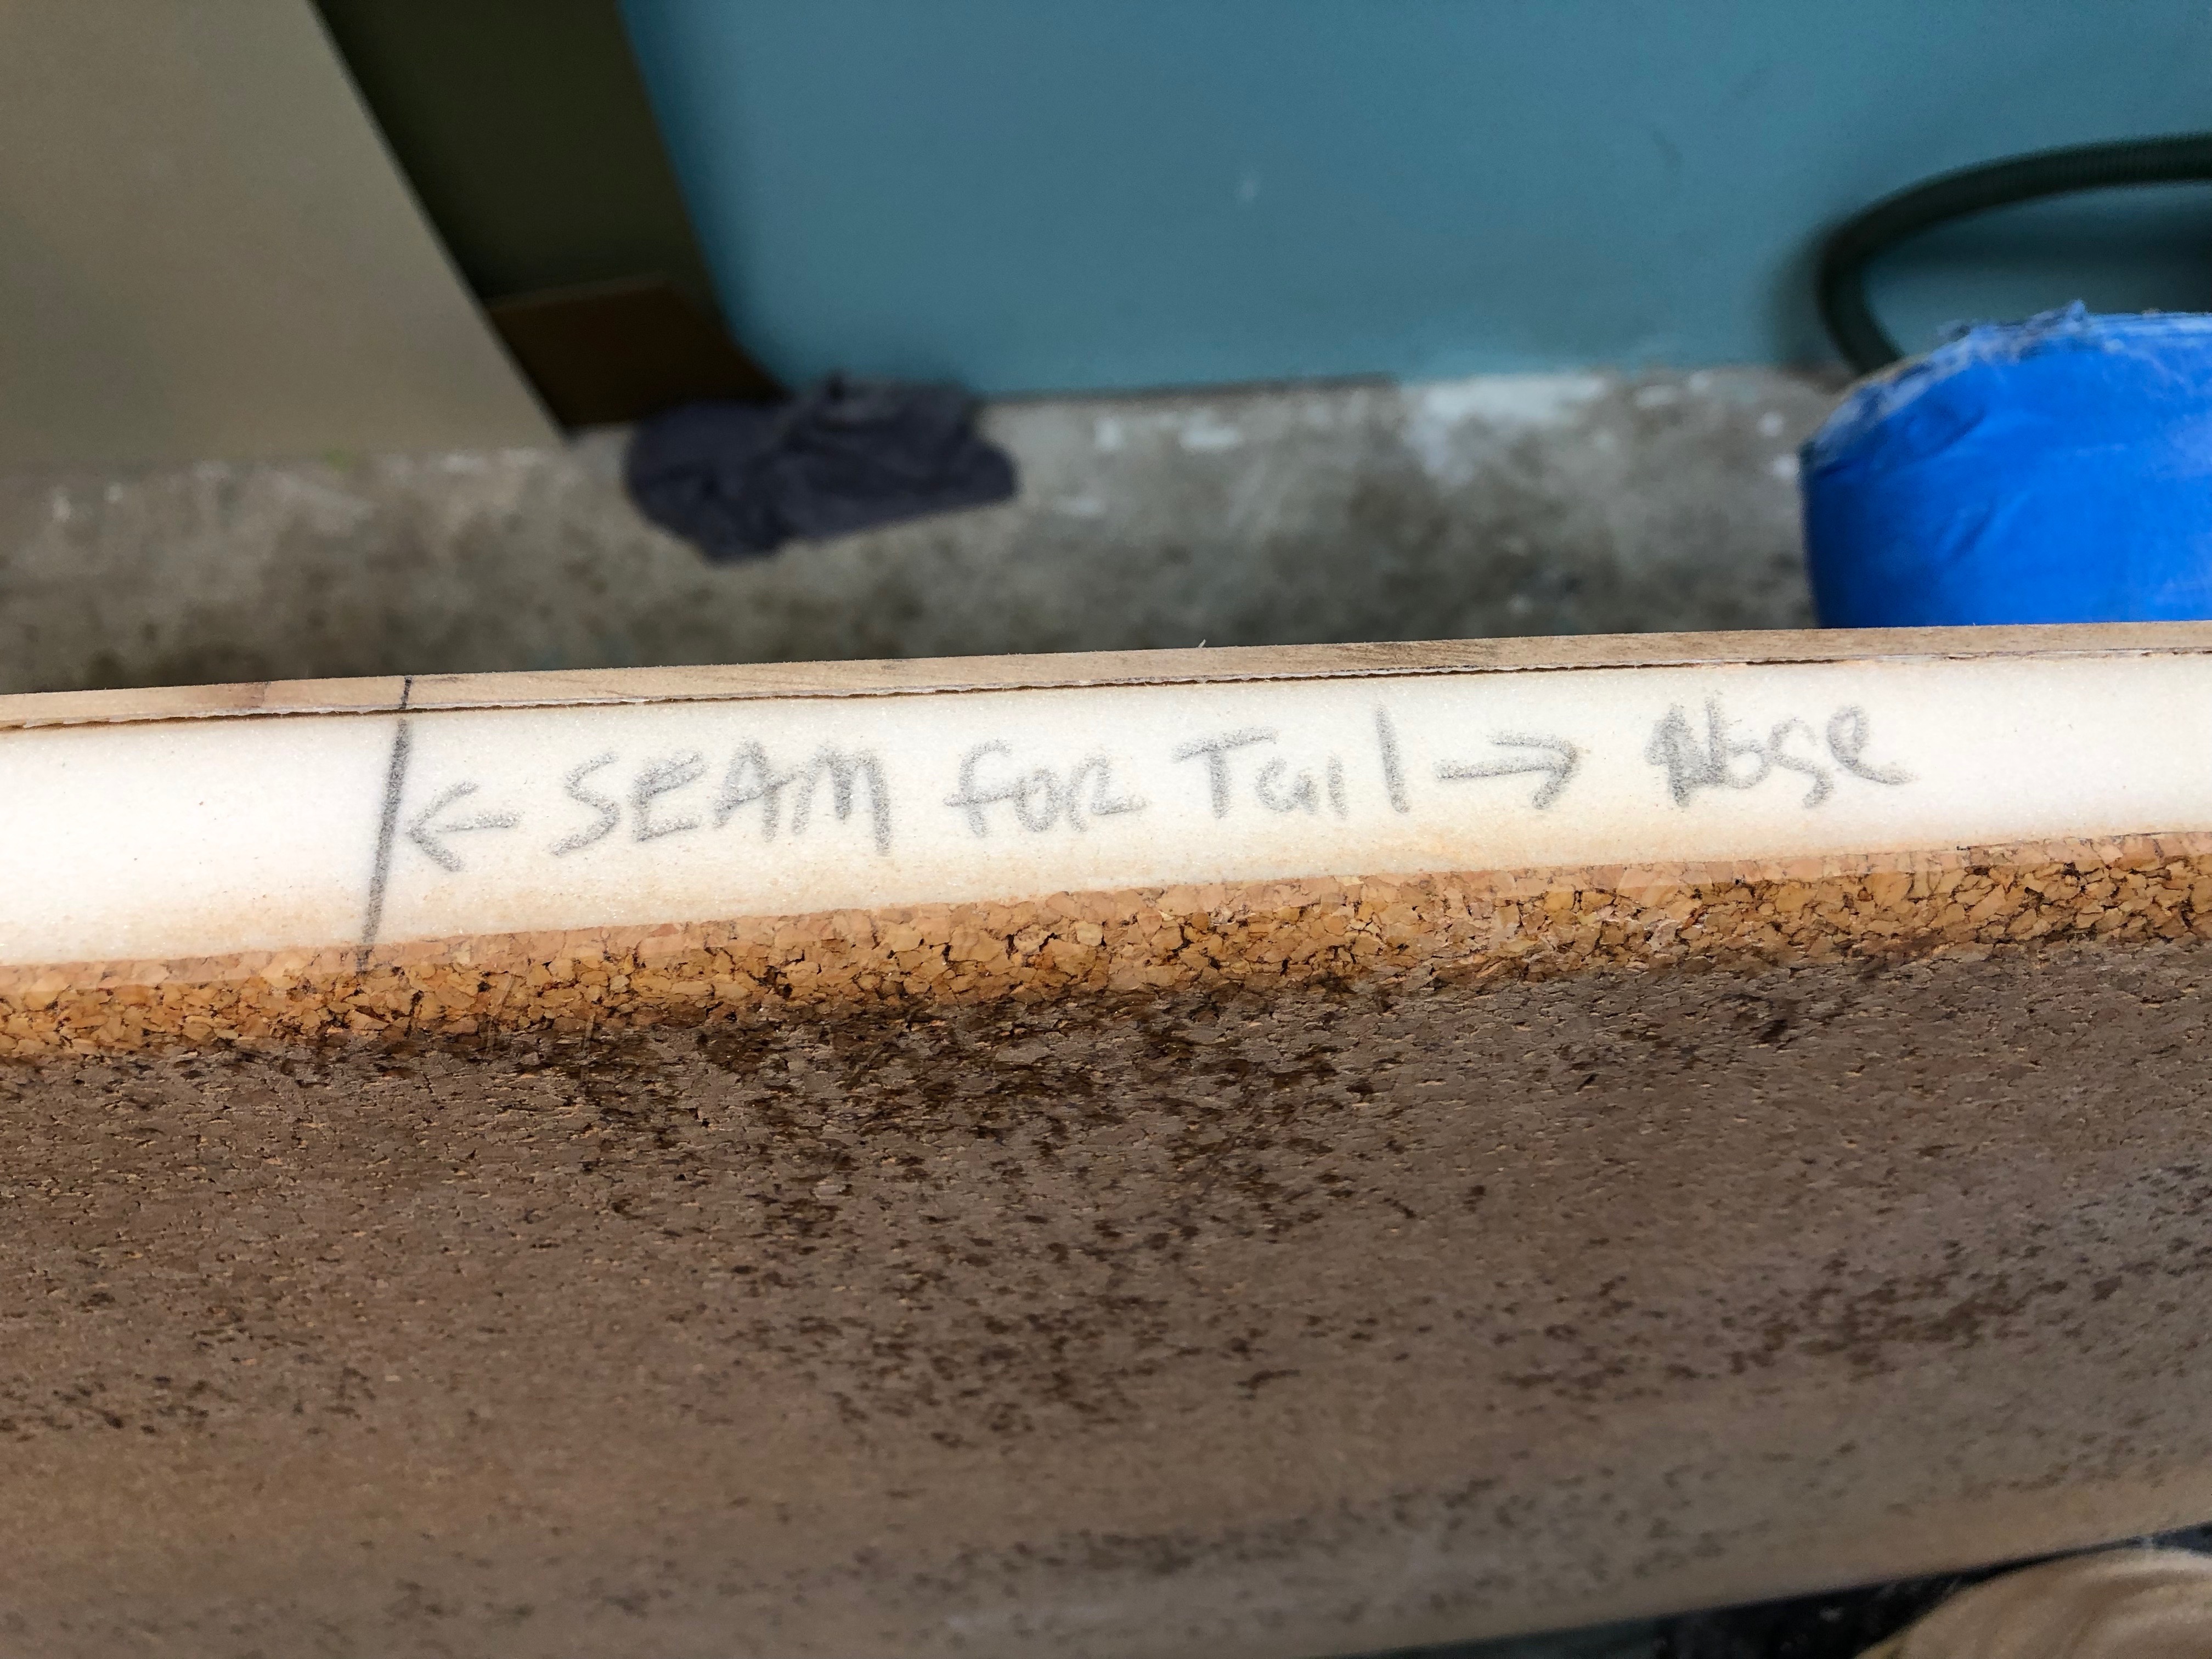 ← SEAM for Tail → Nose